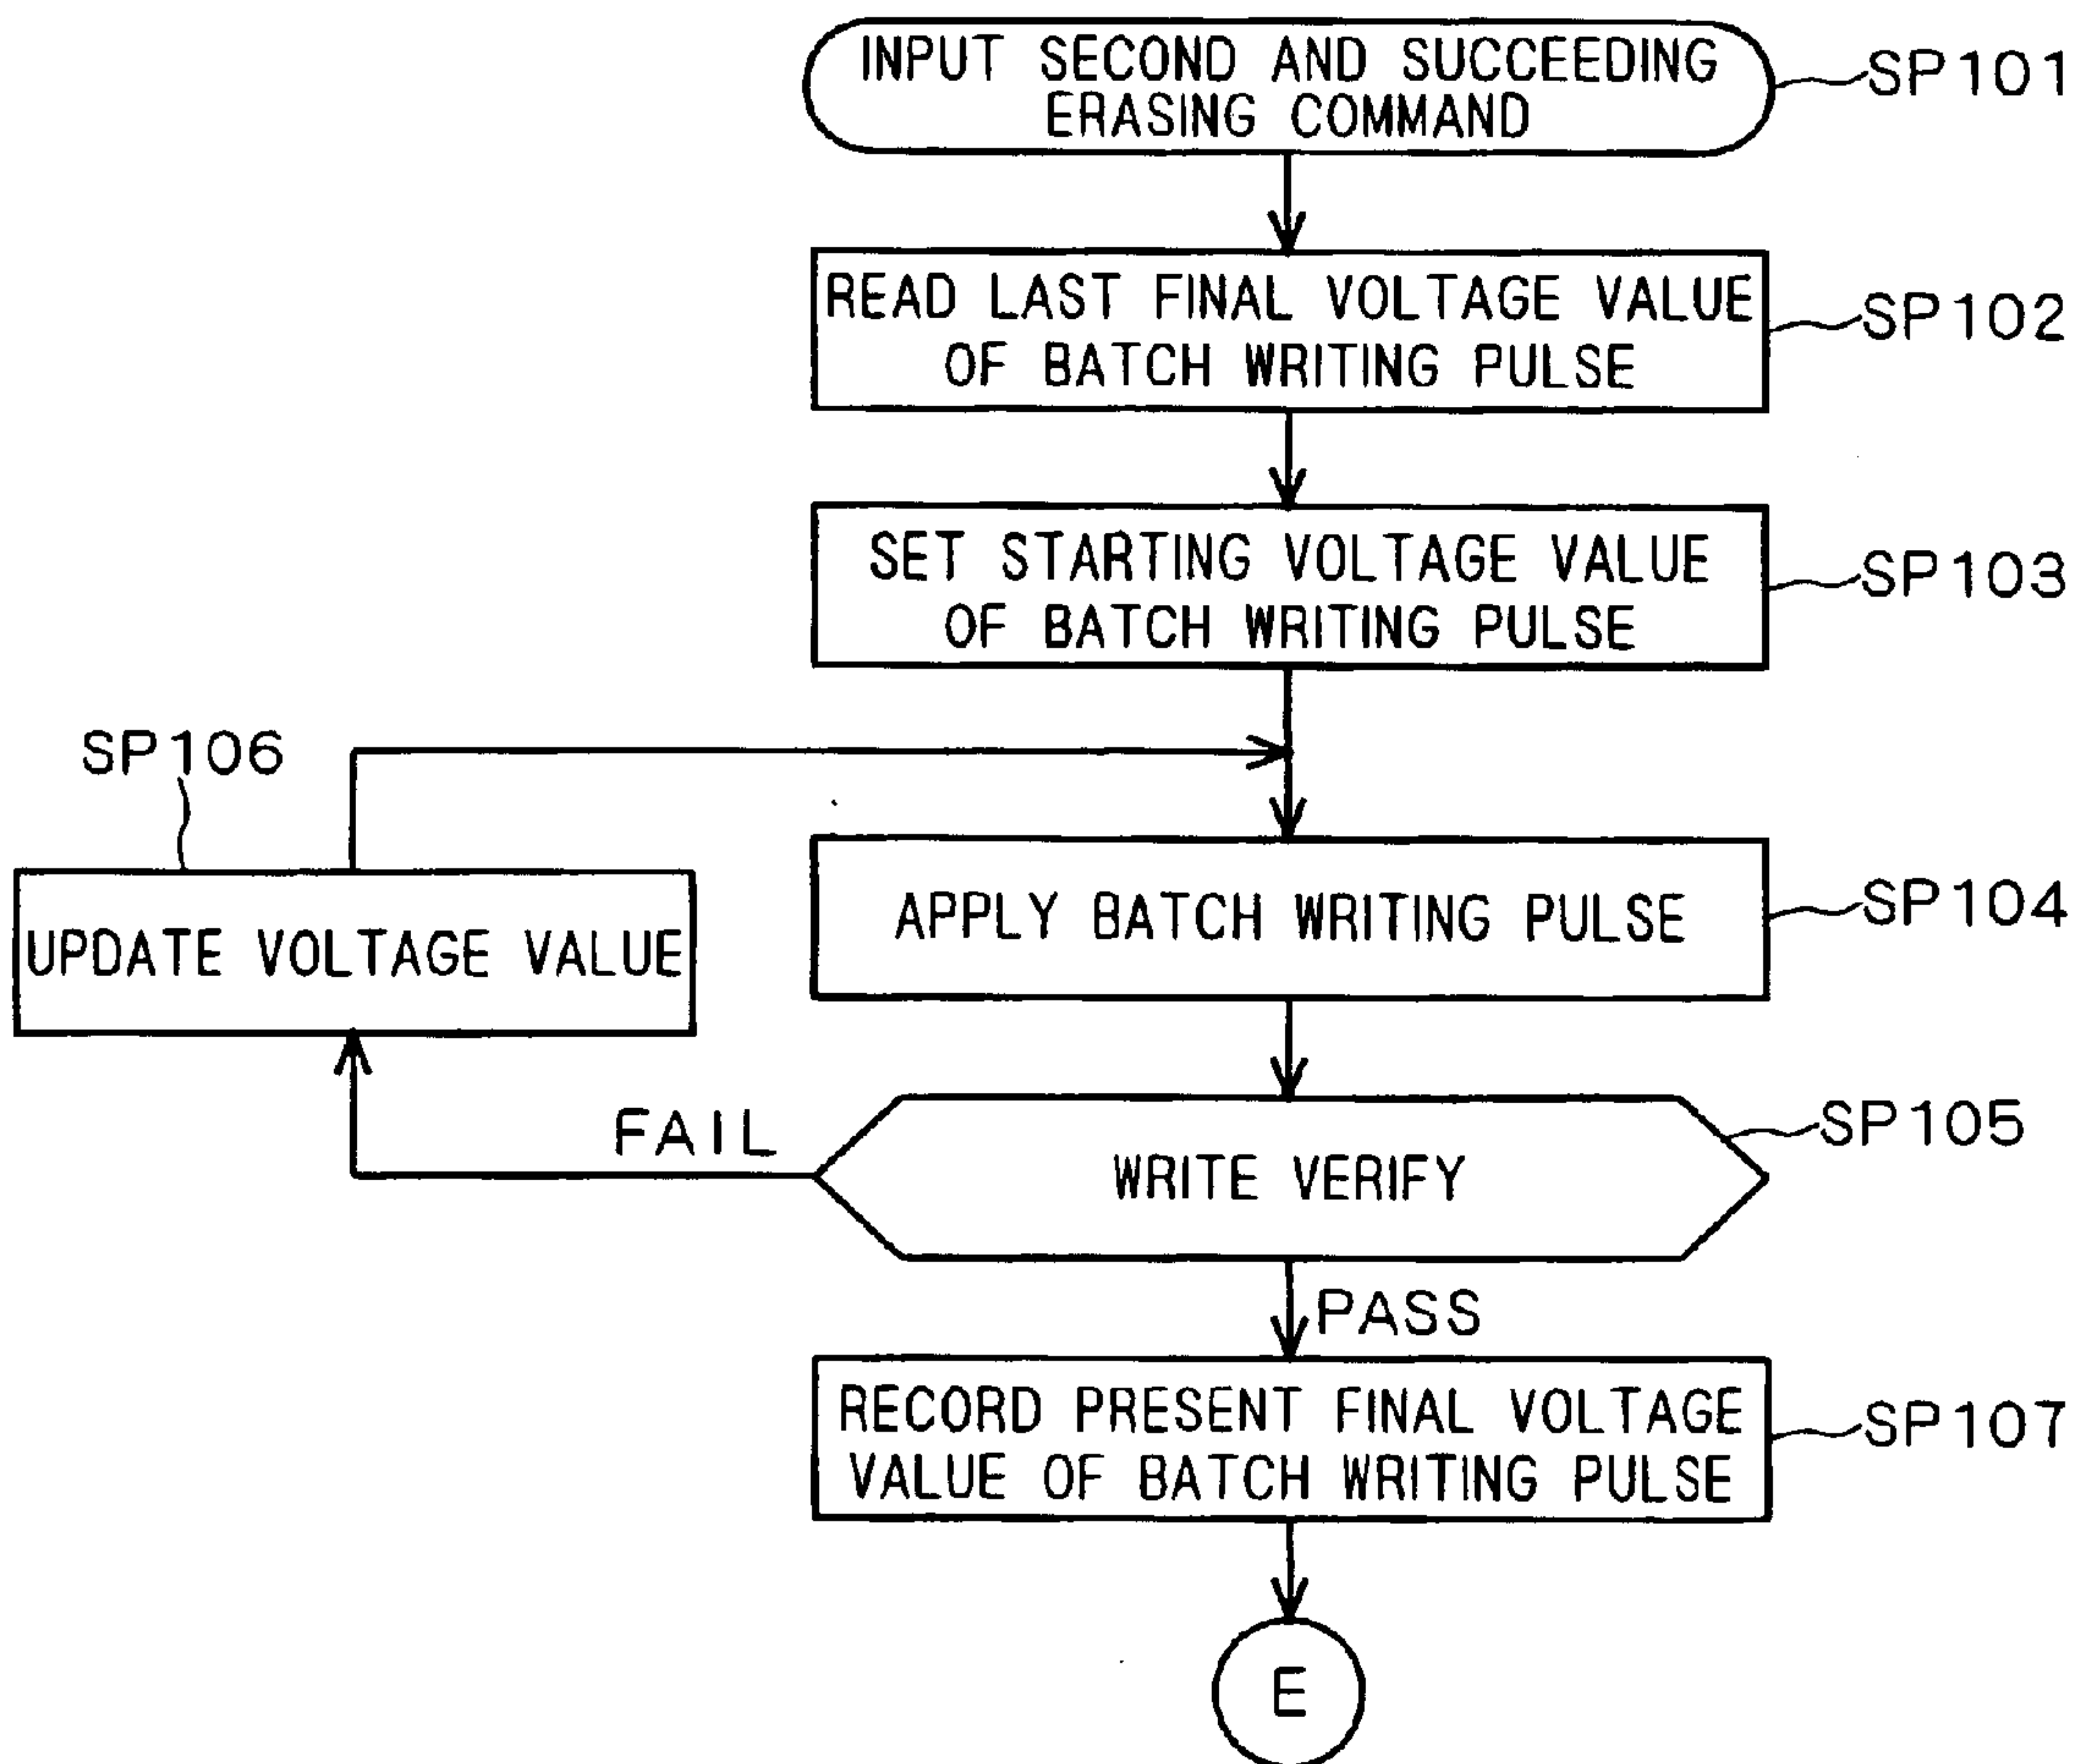 INPUT SECOND AND SUCCEEDING
ERASING COMMAND
SP101
READ LAST FINAL VOLTAGE VALUE
OF BATCH WRITING PULSE
SP102
SET STARTING VOLTAGE VALUE
OF BATCH WRITING PULSE
SP103
SP106
UPDATE VOLTAGE VALUE
APPLY BATCH WRITING PULSE
SP104
FAIL
WRITE VERIFY
SP105
PASS
RECORD PRESENT FINAL VOLTAGE
VALUE OF BATCH WRITING PULSE
SP107
E